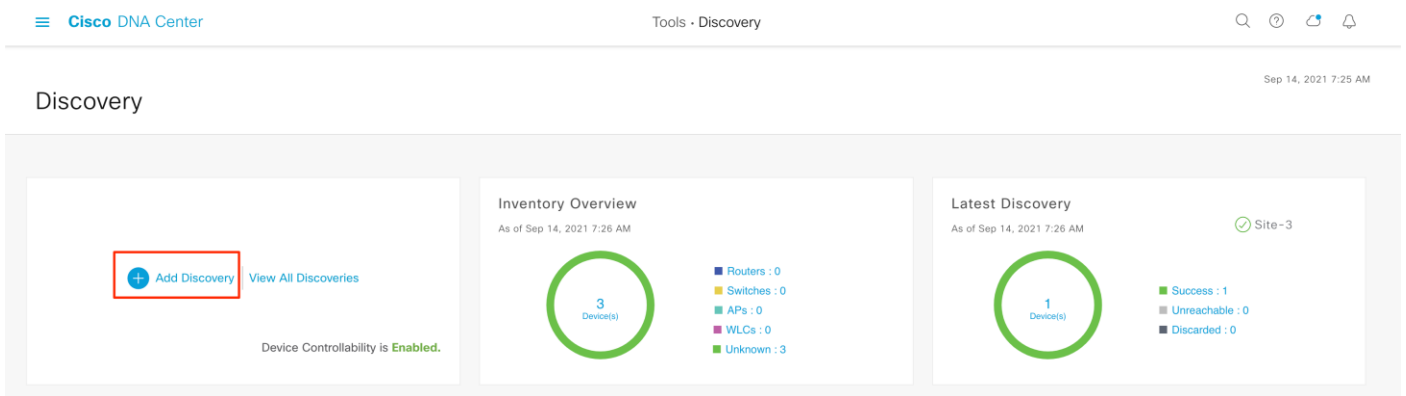 Cisco DNA Center
Tools · Discovery
Sep 14, 2021 7:25 AM
Discovery
Add Discovery
View All Discoveries
Device Controllability is Enabled.
Inventory Overview
As of Sep 14, 2021 7:26 AM
3
Device(s)
Routers : 0
Switches : 0
APs : 0
WLCs : 0
Unknown : 3
Latest Discovery
As of Sep 14, 2021 7:26 AM
Site-3
1
Device(s)
Success : 1
Unreachable : 0
Discarded : 0